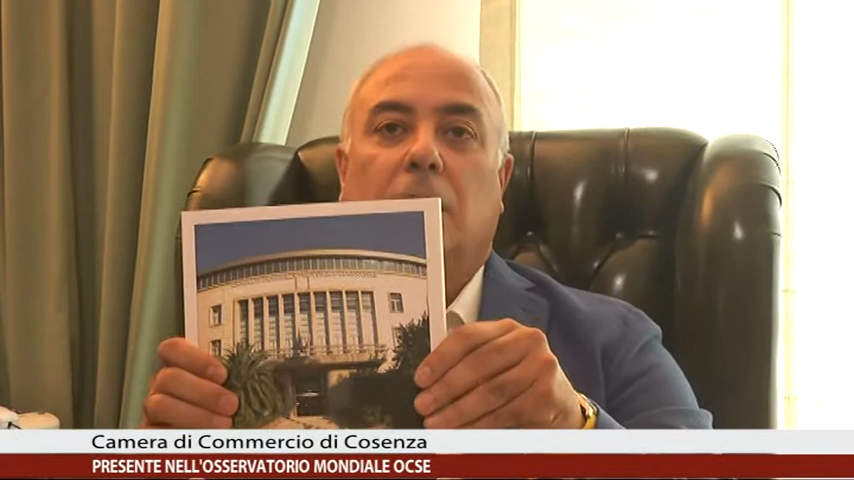 Camera di Commercio di Cosenza
PRESENTE NELL'OSSERVATORIO MONDIALE OCSE